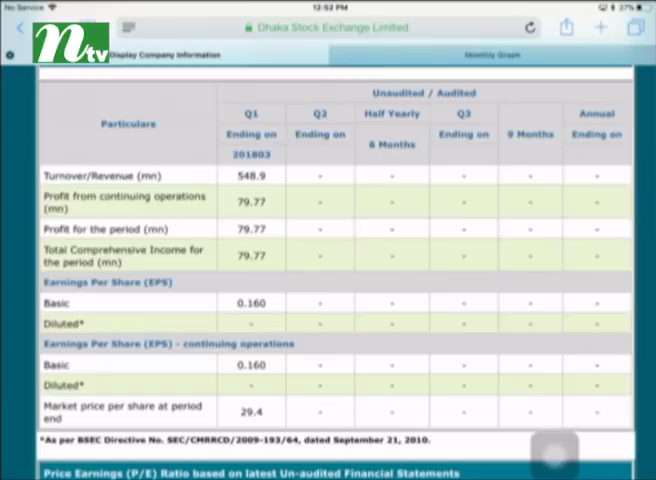 No Service
12:52 PM
27%
Dhaka Stock Exchange Limited
ntv
Display Company Information
Monthly Graph
Particulars
Unaudited / Audited
Q1 Q2 Half Yearly Q3 9 Months Annual
Ending on Ending on 6 Months Ending on Ending on
201803
Turnover/Revenue (mn) 548.9 - - - - -
Profit from continuing operations (mn) 79.77 - - - - -
Profit for the period (mn) 79.77 - - - - -
Total Comprehensive Income for the period (mn) 79.77 - - - - -
Earnings Per Share (EPS)
Basic 0.160 - - - - -
Diluted* - - - - - -
Earnings Per Share (EPS) - continuing operations
Basic 0.160 - - - - -
Diluted* - - - - - -
Market price per share at period end 29.4 - - - - -
*As per BSEC Directive No. SEC/CMRRCD/2009-193/64, dated September 21, 2010.
Price Earnings (P/E) Ratio based on latest Un-audited Financial Statements